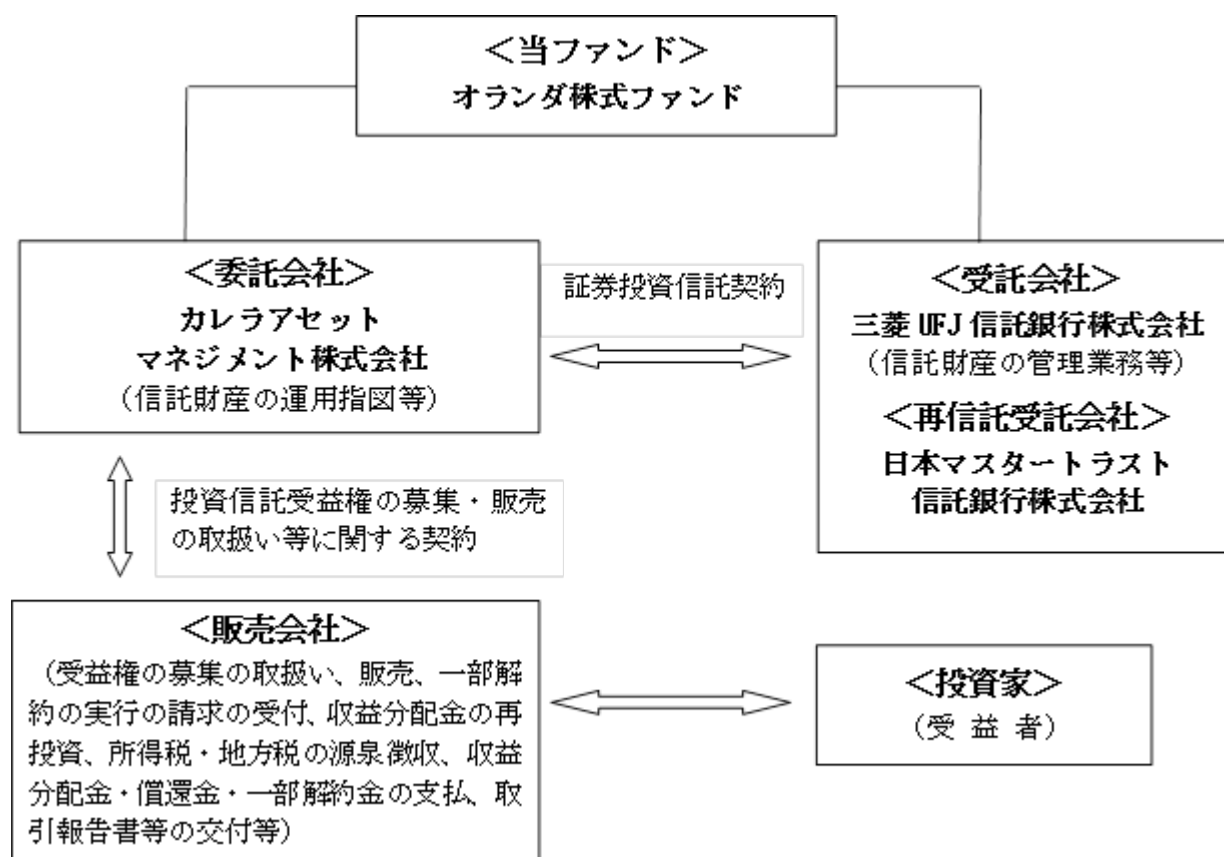 ＜当ファンド＞
オランダ株式ファンド
＜委託会社＞
カレラアセット
マネジメント株式会社
（信託財産の運用指図等）
証券投資信託契約
＜受託会社＞
三菱UFJ信託銀行株式会社
（信託財産の管理業務等）
＜再信託受託会社＞
日本マスタートラスト
信託銀行株式会社
投資信託受益権の募集・販売
の取扱い等に関する契約
＜販売会社＞
（受益権の募集の取扱い、販売、一部解
約の実行の請求の受付、収益分配金の再
投資、所得税・地方税の源泉徴収、収益
分配金・償還金・一部解約金の支払、取
引報告書等の交付等）
＜投資家＞
（受 益 者）